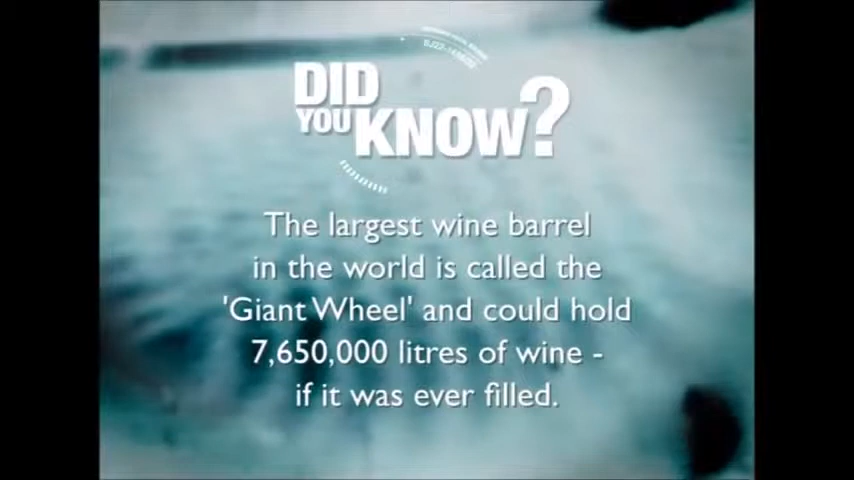 DID
YOU KNOW?
The largest wine barrel
in the world is called the
'Giant Wheel' and could hold
7,650,000 litres of wine -
if it was ever filled.